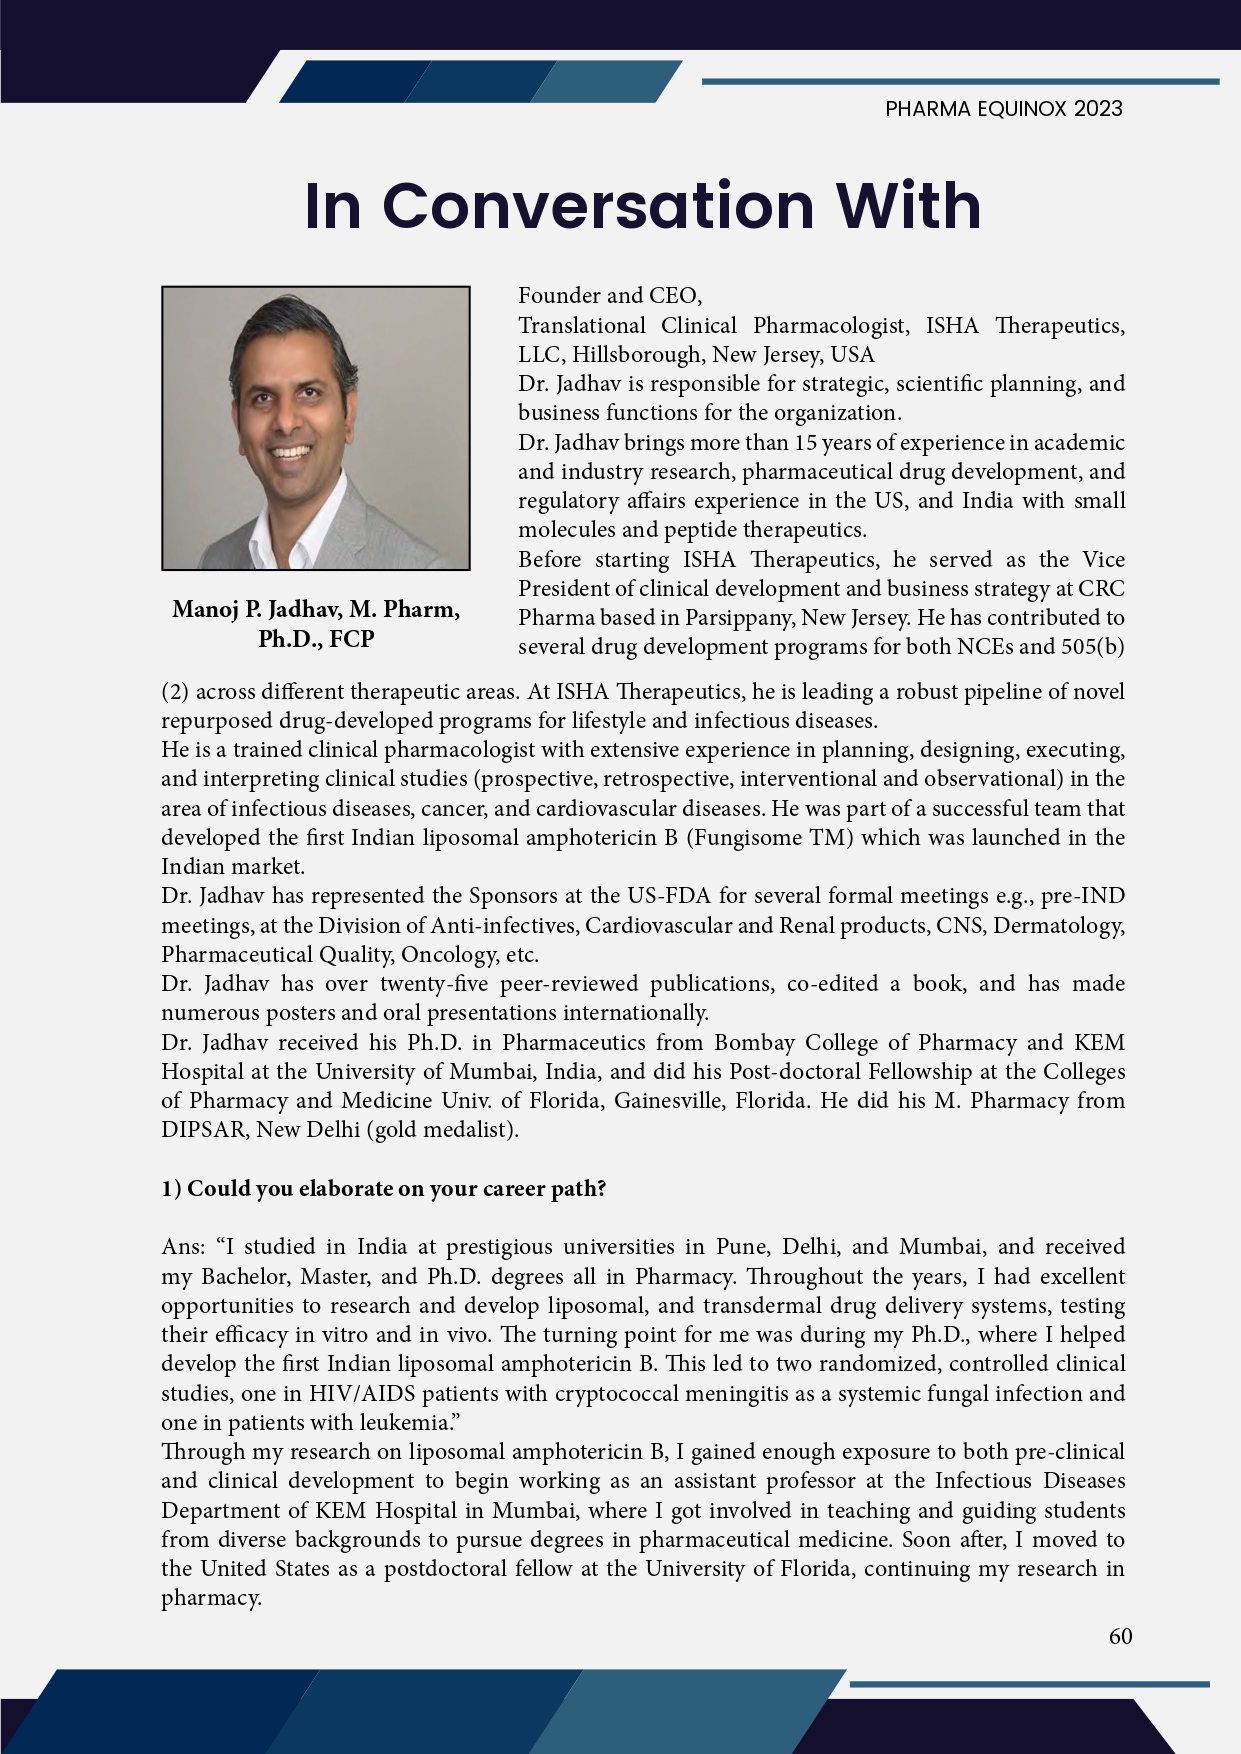 PHARMA EQUINOX 2023
In Conversation With
Manoj P. Jadhav, M. Pharm,
Ph.D., FCP
Founder and CEO,
Translational Clinical Pharmacologist, ISHA Therapeutics,
LLC, Hillsborough, New Jersey, USA
Dr. Jadhav is responsible for strategic, scientific planning, and
business functions for the organization.
Dr. Jadhav brings more than 15 years of experience in academic
and industry research, pharmaceutical drug development, and
regulatory affairs experience in the US, and India with small
molecules and peptide therapeutics.
Before starting ISHA Therapeutics, he served as the Vice
President of clinical development and business strategy at CRC
Pharma based in Parsippany, New Jersey. He has contributed to
several drug development programs for both NCEs and 505(b)
(2) across different therapeutic areas. At ISHA Therapeutics, he is leading a robust pipeline of novel
repurposed drug-developed programs for lifestyle and infectious diseases.
He is a trained clinical pharmacologist with extensive experience in planning, designing, executing,
and interpreting clinical studies (prospective, retrospective, interventional and observational) in the
area of infectious diseases, cancer, and cardiovascular diseases. He was part of a successful team that
developed the first Indian liposomal amphotericin B (Fungisome TM) which was launched in the
Indian market.
Dr. Jadhav has represented the Sponsors at the US-FDA for several formal meetings e.g., pre-IND
meetings, at the Division of Anti-infectives, Cardiovascular and Renal products, CNS, Dermatology,
Pharmaceutical Quality, Oncology, etc.
Dr. Jadhav has over twenty-five peer-reviewed publications, co-edited a book, and has made
numerous posters and oral presentations internationally.
Dr. Jadhav received his Ph.D. in Pharmaceutics from Bombay College of Pharmacy and KEM
Hospital at the University of Mumbai, India, and did his Post-doctoral Fellowship at the Colleges
of Pharmacy and Medicine Univ. of Florida, Gainesville, Florida. He did his M. Pharmacy from
DIPSAR, New Delhi (gold medalist).
1) Could you elaborate on your career path?
Ans: “I studied in India at prestigious universities in Pune, Delhi, and Mumbai, and received
my Bachelor, Master, and Ph.D. degrees all in Pharmacy. Throughout the years, I had excellent
opportunities to research and develop liposomal, and transdermal drug delivery systems, testing
their efficacy in vitro and in vivo. The turning point for me was during my Ph.D., where I helped
develop the first Indian liposomal amphotericin B. This led to two randomized, controlled clinical
studies, one in HIV/AIDS patients with cryptococcal meningitis as a systemic fungal infection and
one in patients with leukemia.”
Through my research on liposomal amphotericin B, I gained enough exposure to both pre-clinical
and clinical development to begin working as an assistant professor at the Infectious Diseases
Department of KEM Hospital in Mumbai, where I got involved in teaching and guiding students
from diverse backgrounds to pursue degrees in pharmaceutical medicine. Soon after, I moved to
the United States as a postdoctoral fellow at the University of Florida, continuing my research in
pharmacy.
60